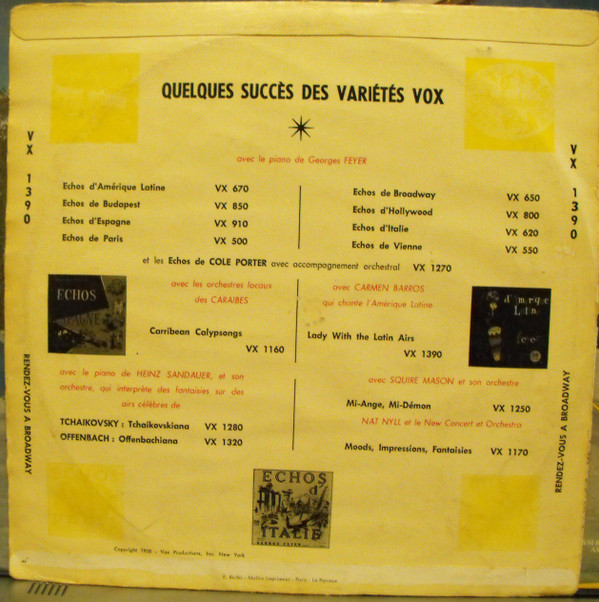 QUELQUES SUCCÈS DES VARIÉTÉS VOX
avec le piano de Georges FEYER
Echos d'Amérique Latine VX 670
Echos de Budapest VX 850
Echos d'Espagne VX 910
Echos de Paris VX 500
Echos de Broadway VX 650
Echos d'Hollywood VX 800
Echos d'Italie VX 620
Echos de Vienne VX 550
et les Echos de COLE PORTER avec accompagnement orchestral VX 1270
avec les orchestres locaux
des CARAIBES
Carribean Calypsongs
VX 1160
avec CARMEN BARROS
qui chante l'Amérique Latine
Lady With the Latin Airs
VX 1390
avec le piano de HEINZ SANDAUER, et son
orchestre, qui interprète des fantaisies sur des
airs célèbres de
TCHAIKOVSKY : Tchaikovskiana VX 1280
OFFENBACH : Offenbachiana VX 1320
avec SQUIRE MASON et son orchestre
Mi-Ange, Mi-Démon VX 1250
NAT NYLL et le New Concert et Orchestra
Moods, Impressions, Fantaisies VX 1170
VX 1390
RENDEZ-VOUS A BROADWAY
VX 1390
RENDEZ-VOUS A BROADWAY
ECHOS
ECHOS
d'
ITALIE
Copyright 1958 - Vox Productions, Inc. New York